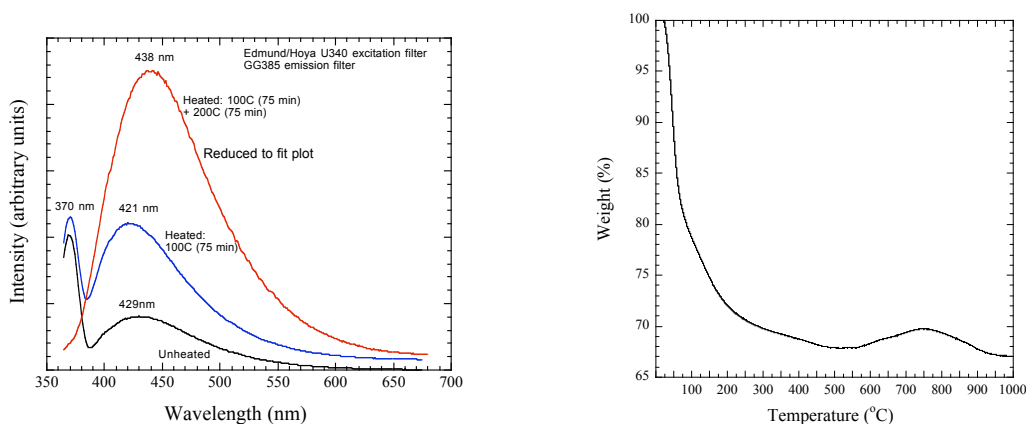 438 nm
Edmund/Hoya U340 excitation filter
GG385 emission filter
Heated: 100C (75 min)
+ 200C (75 min)
Reduced to fit plot
370 nm
421 nm
Heated:
100C (75 min)
429nm
Unheated
Intensity (arbitrary units)
350 400 450 500 550 600 650 700
Wavelength (nm)
100
95
90
85
80
75
70
65
Weight (%)
100 200 300 400 500 600 700 800 900 1000
Temperature (°C)